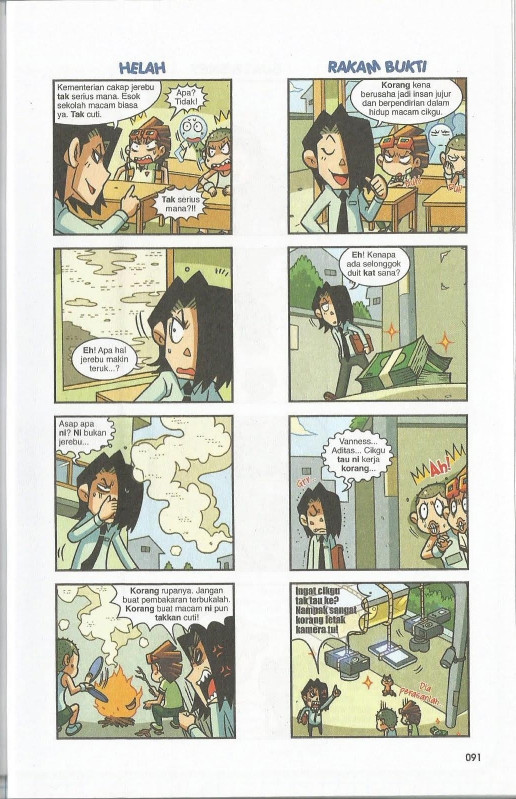 HELAH
Kementerian cakap jerebu
tak serius mana. Esok
sekolah macam biasa
ya. Tak cuti.
Apa?
Tidak!
Tak serius
mana?!!
Eh! Apa hal
jerebu makin
teruk...?
Asap apa
ni? Ni bukan
jerebu...
Korang rupanya. Jangan
buat pembakaran terbukalah.
Korang buat macam ni pun
takkan cuti!
RAKAM BUKTI
Korang kena
berusaha jadi insan jujur
dan berpendirian dalam
hidup macam cikgu.
Eh! Kenapa
ada selonggok
duit kat sana?
Vanness...
Aditas... Cikgu
tau ni kerja
korang...
Grr
Ah!
Ingat cikgu
tak tau ke?
Nampak sangat
korang letak
kamera tu!
Dia
perasanlah..
091